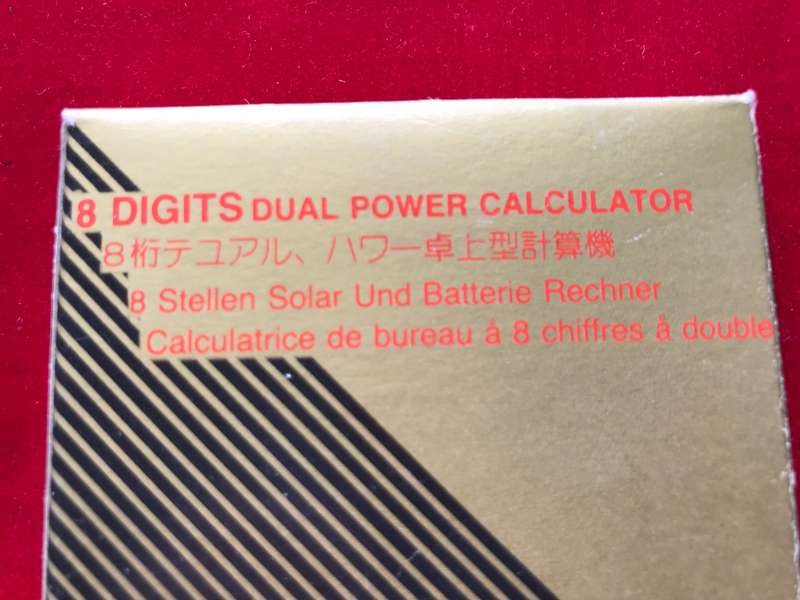 8 DIGITS DUAL POWER CALCULATOR
8桁テユアル、ハワー卓上型計算機
8 Stellen Solar Und Batterie Rechner
Calculatrice de bureau à 8 chiffres å double